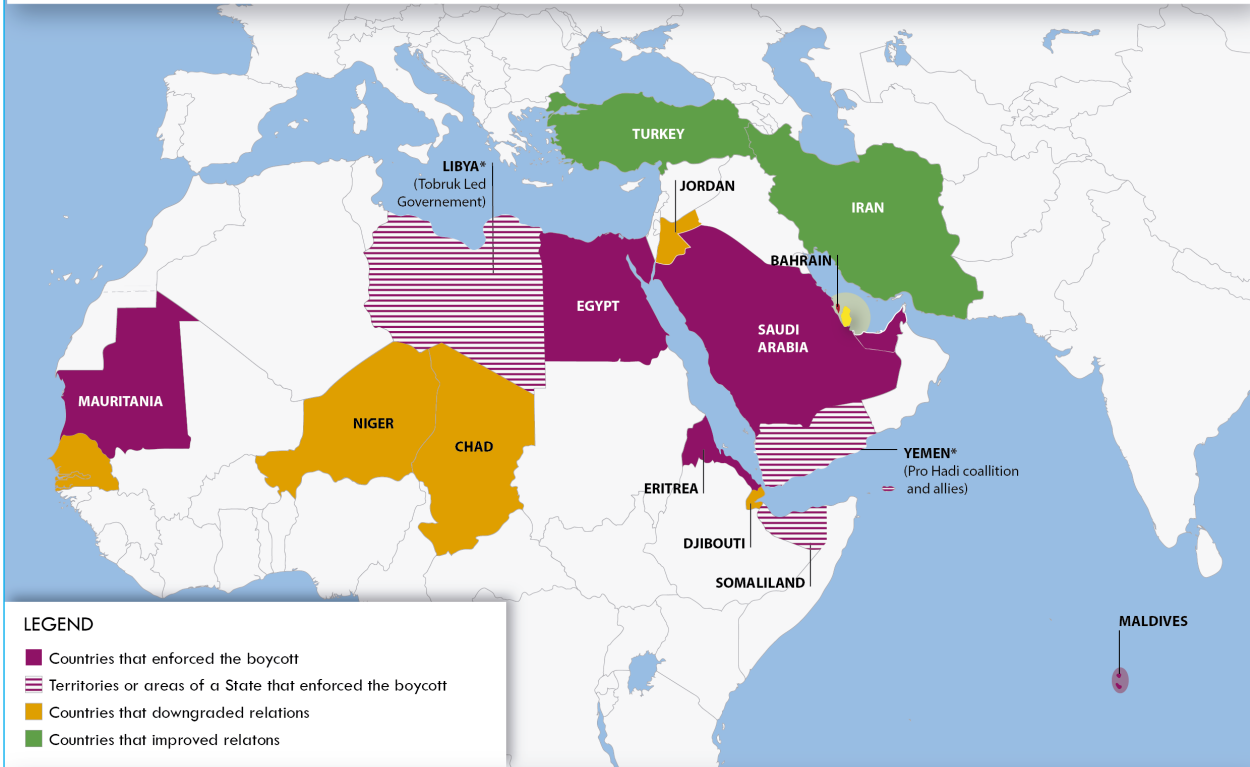 TURKEY
LIBYA*
(Tobruk Led
Governement)
JORDAN
IRAN
BAHRAIN
EGYPT
SAUDI
ARABIA
MAURITANIA
NIGER
CHAD
YEMEN*
(Pro Hadi coallition
and allies)
ERITREA
DJIBOUTI
SOMALILAND
MALDIVES
LEGEND
Countries that enforced the boycott
Territories or areas of a State that enforced the boycott
Countries that downgraded relations
Countries that improved relatons